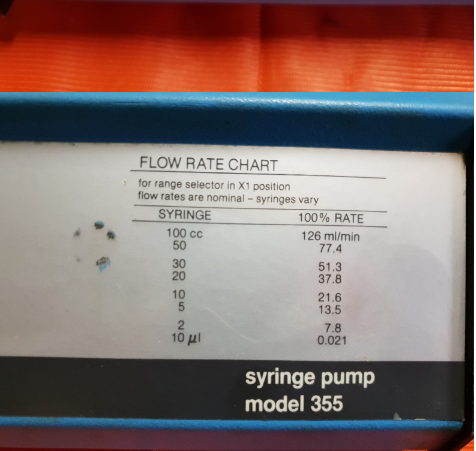 FLOW RATE CHART
for range selector in X1 position
flow rates are nominal – syringes vary
SYRINGE 100% RATE
100 cc 126 ml/min
50 77.4
30 51.3
20 37.8
10 21.6
5 13.5
2 7.8
10 µl 0.021
syringe pump
model 355